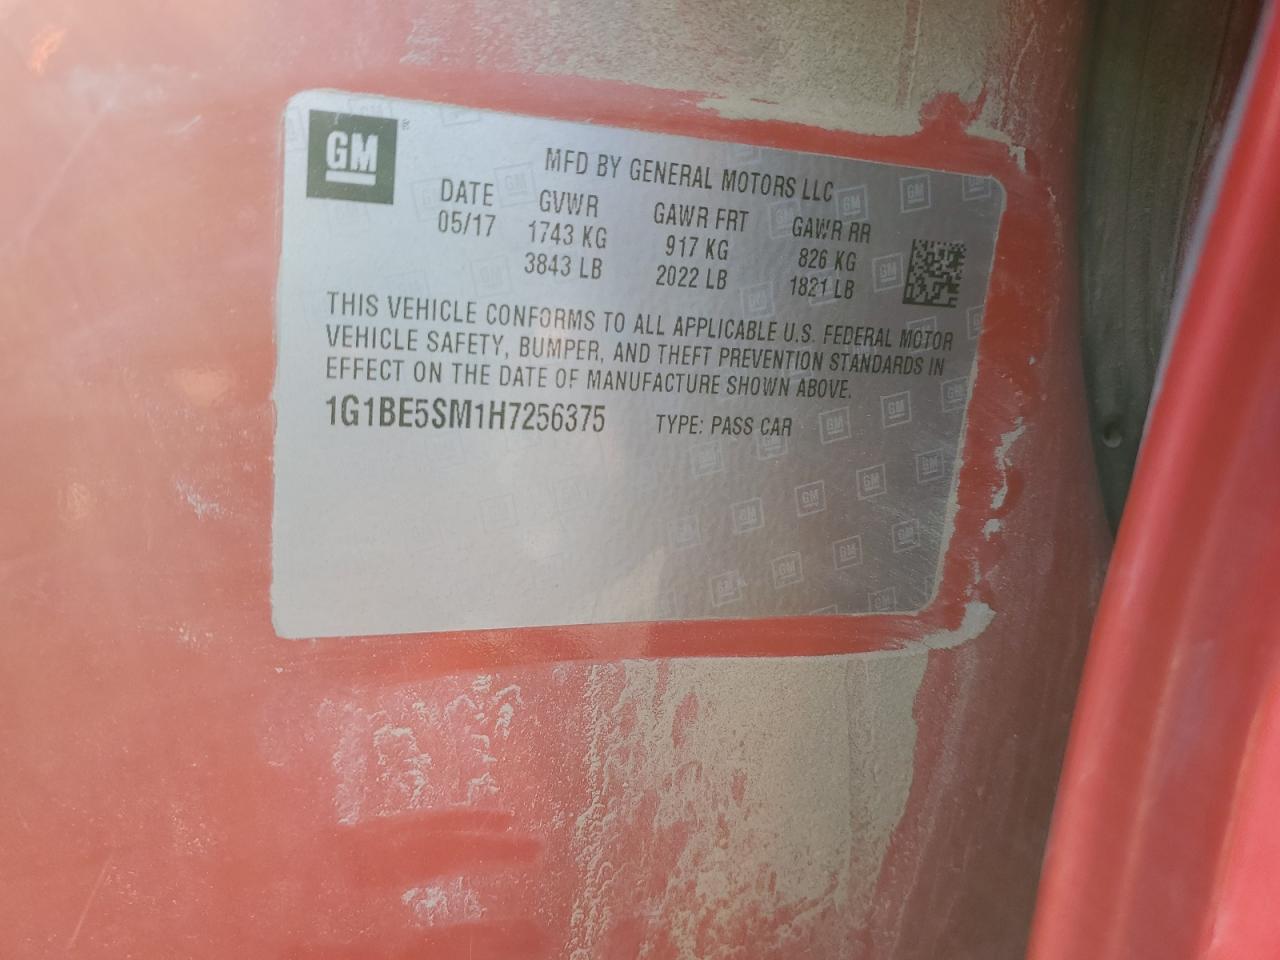 GM®
MFD BY GENERAL MOTORS LLC
DATE GVWR GAWR FRT GAWR RR
05/17 1743 KG 917 KG 826 KG
3843 LB 2022 LB 1821 LB
THIS VEHICLE CONFORMS TO ALL APPLICABLE U.S. FEDERAL MOTOR
VEHICLE SAFETY, BUMPER, AND THEFT PREVENTION STANDARDS IN
EFFECT ON THE DATE OF MANUFACTURE SHOWN ABOVE.
1G1BE5SM1H7256375 TYPE: PASS CAR